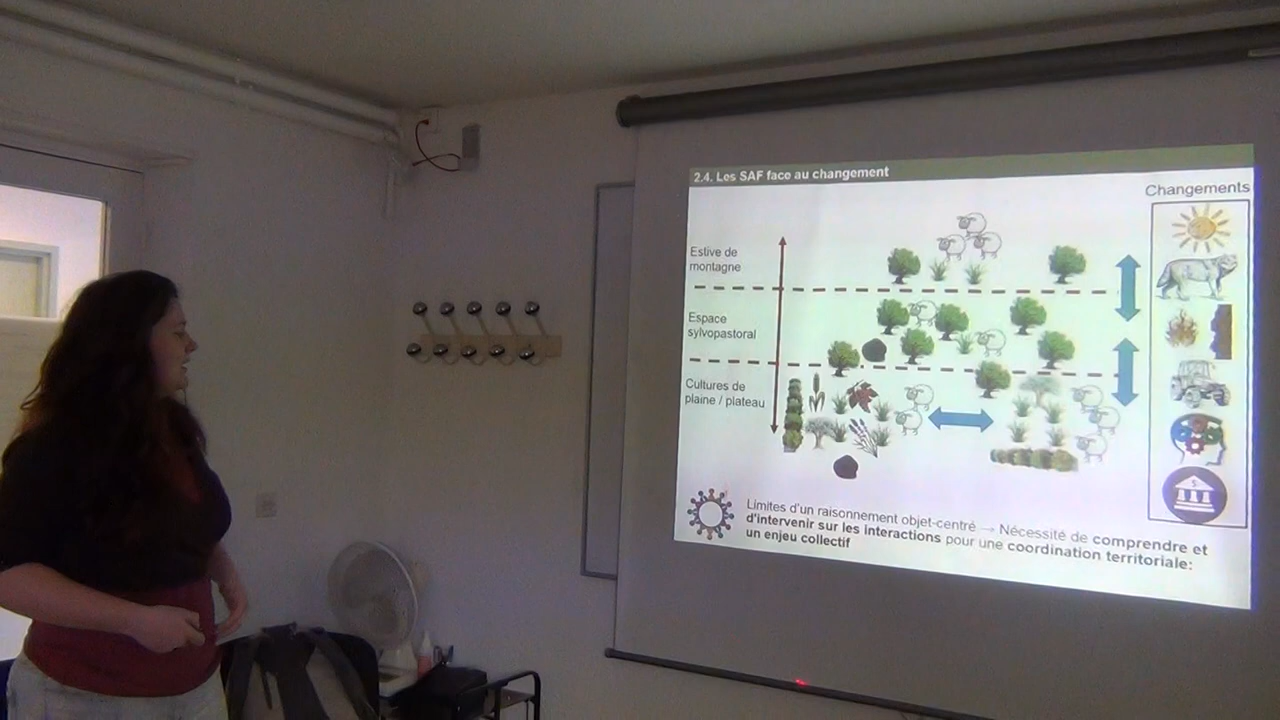 2.4. Les SAF face au changement
Changements
Estive de
montagne
Espace
sylvopastoral
Cultures de
plaine / plateau
$
Limites d'un raisonnement objet-centré → Nécessité de comprendre et
d'intervenir sur les interactions pour une coordination territoriale:
un enjeu collectif